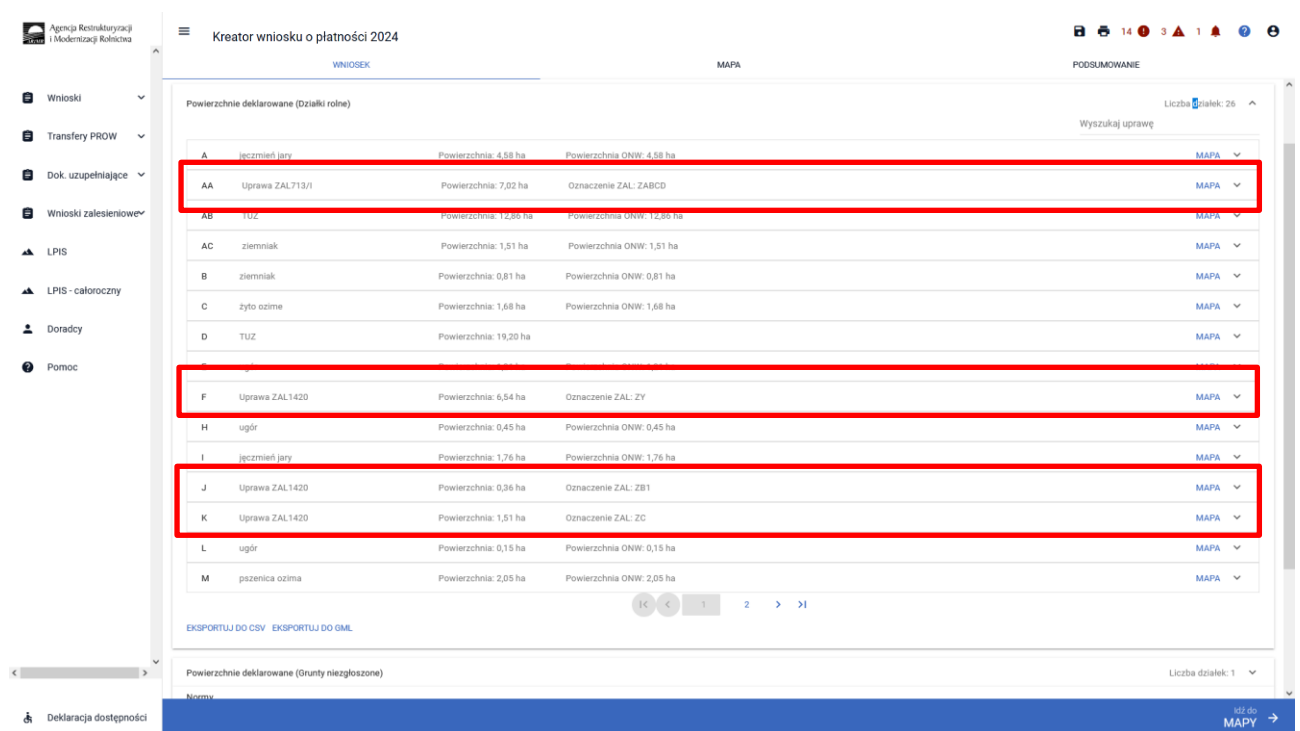 Agencja Restrukturyzacji
i Modernizacji Rolnictwa
Kreator wniosku o płatności 2024
14 3 1
WNIOSEK MAPA PODSUMOWANIE
Wnioski
Transfery PROW
Dok. uzupełniające
Wnioski zalesieniowe
LPIS
LPIS - całoroczny
Doradcy
Pomoc
Powierzchnie deklarowane (Działki rolne) Liczba działek: 26
Wyszukaj uprawę
A jęczmień jary Powierzchnia: 4,58 ha Powierzchnia ONW: 4,58 ha MAPA
AA Uprawa ZAL713/I Powierzchnia: 7,02 ha Oznaczenie ZAL: ZABCD MAPA
AB TUZ Powierzchnia: 12,86 ha Powierzchnia ONW: 12,86 ha MAPA
AC ziemniak Powierzchnia: 1,51 ha Powierzchnia ONW: 1,51 ha MAPA
B ziemniak Powierzchnia: 0,81 ha Powierzchnia ONW: 0,81 ha MAPA
C żyto ozime Powierzchnia: 1,68 ha Powierzchnia ONW: 1,68 ha MAPA
D TUZ Powierzchnia: 19,20 ha MAPA
F Uprawa ZAL1420 Powierzchnia: 6,54 ha Oznaczenie ZAL: ZY MAPA
H ugór Powierzchnia: 0,45 ha Powierzchnia ONW: 0,45 ha MAPA
I jęczmień jary Powierzchnia: 1,76 ha Powierzchnia ONW: 1,76 ha MAPA
J Uprawa ZAL1420 Powierzchnia: 0,36 ha Oznaczenie ZAL: ZB1 MAPA
K Uprawa ZAL1420 Powierzchnia: 1,51 ha Oznaczenie ZAL: ZC MAPA
L ugór Powierzchnia: 0,15 ha Powierzchnia ONW: 0,15 ha MAPA
M pszenica ozima Powierzchnia: 2,05 ha Powierzchnia ONW: 2,05 ha MAPA
1 2
EKSPORTUJ DO CSV EKSPORTUJ DO GML
Powierzchnie deklarowane (Grunty niezgłoszone) Liczba działek: 1
Normy
Deklaracja dostępności
Idź do
MAPY